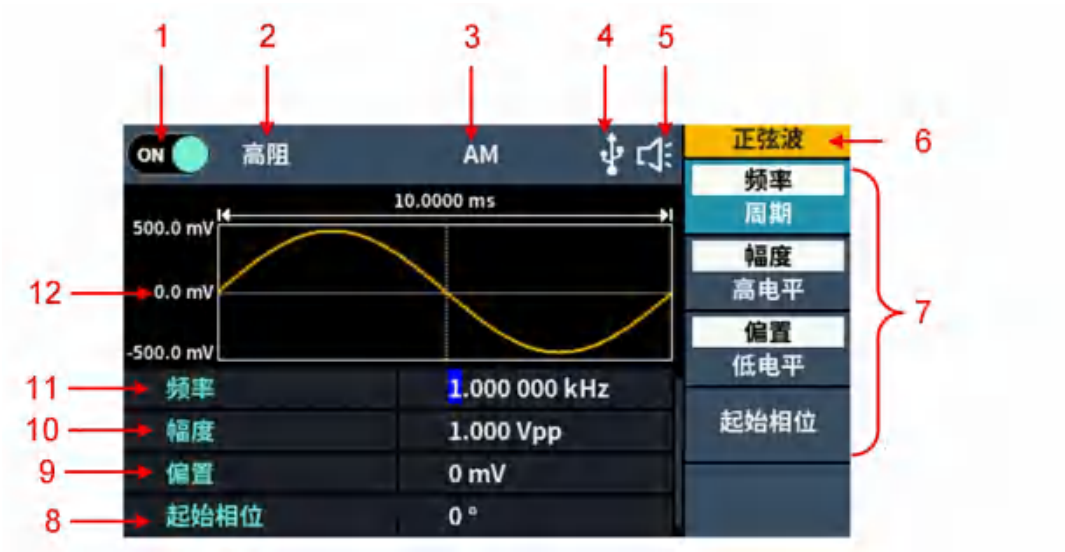 1 2 3 4 5
ON 高阻 AM 正弦波 6
10.0000 ms
500.0 mV
频率
周期
幅度
12 0.0 mV 高电平 7
偏置
-500.0 mV
低电平
11 频率 1.000 000 kHz
10 幅度 1.000 Vpp 起始相位
9 偏置 0 mV
8 起始相位 0 °